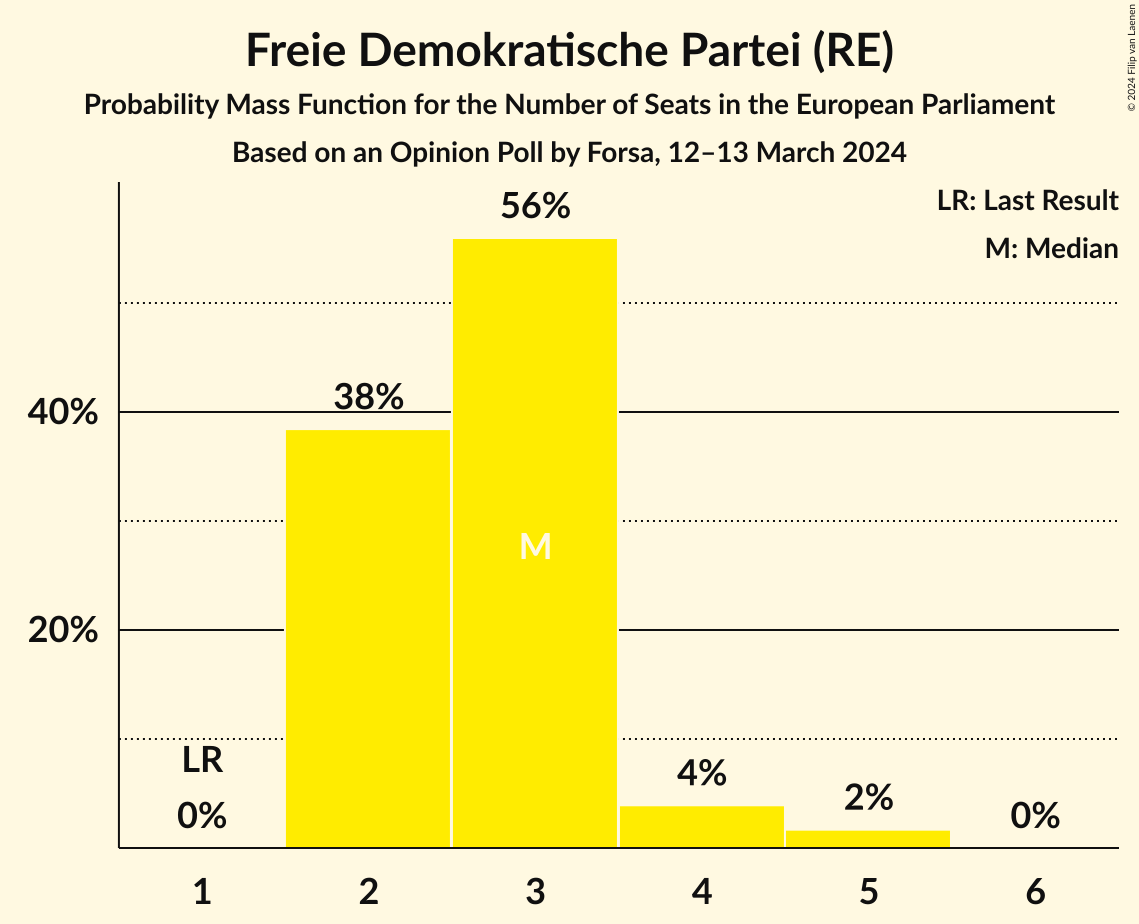 Freie Demokratische Partei (RE)
Probability Mass Function for the Number of Seats in the European Parliament
Based on an Opinion Poll by Forsa, 12–13 March 2024
© 2024 Filip van Laenen
LR: Last Result
M: Median
56%
38%
40%
M
20%
LR
0%
4%
2%
0%
1 2 3 4 5 6